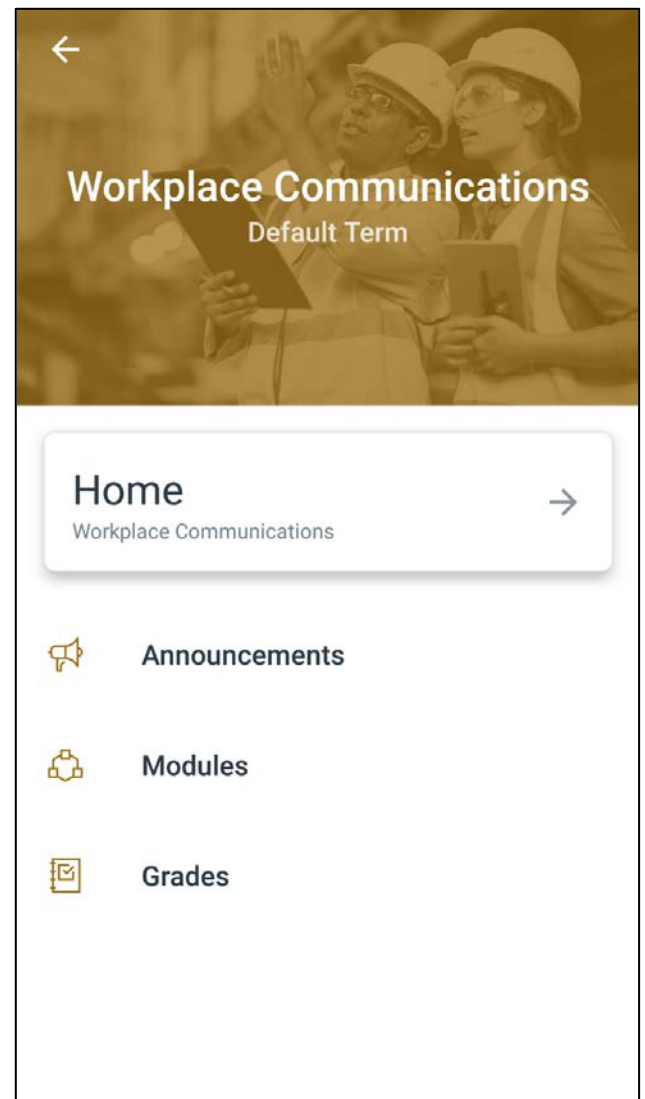 Workplace Communications
Default Term
Home
Workplace Communications
Announcements
Modules
Grades